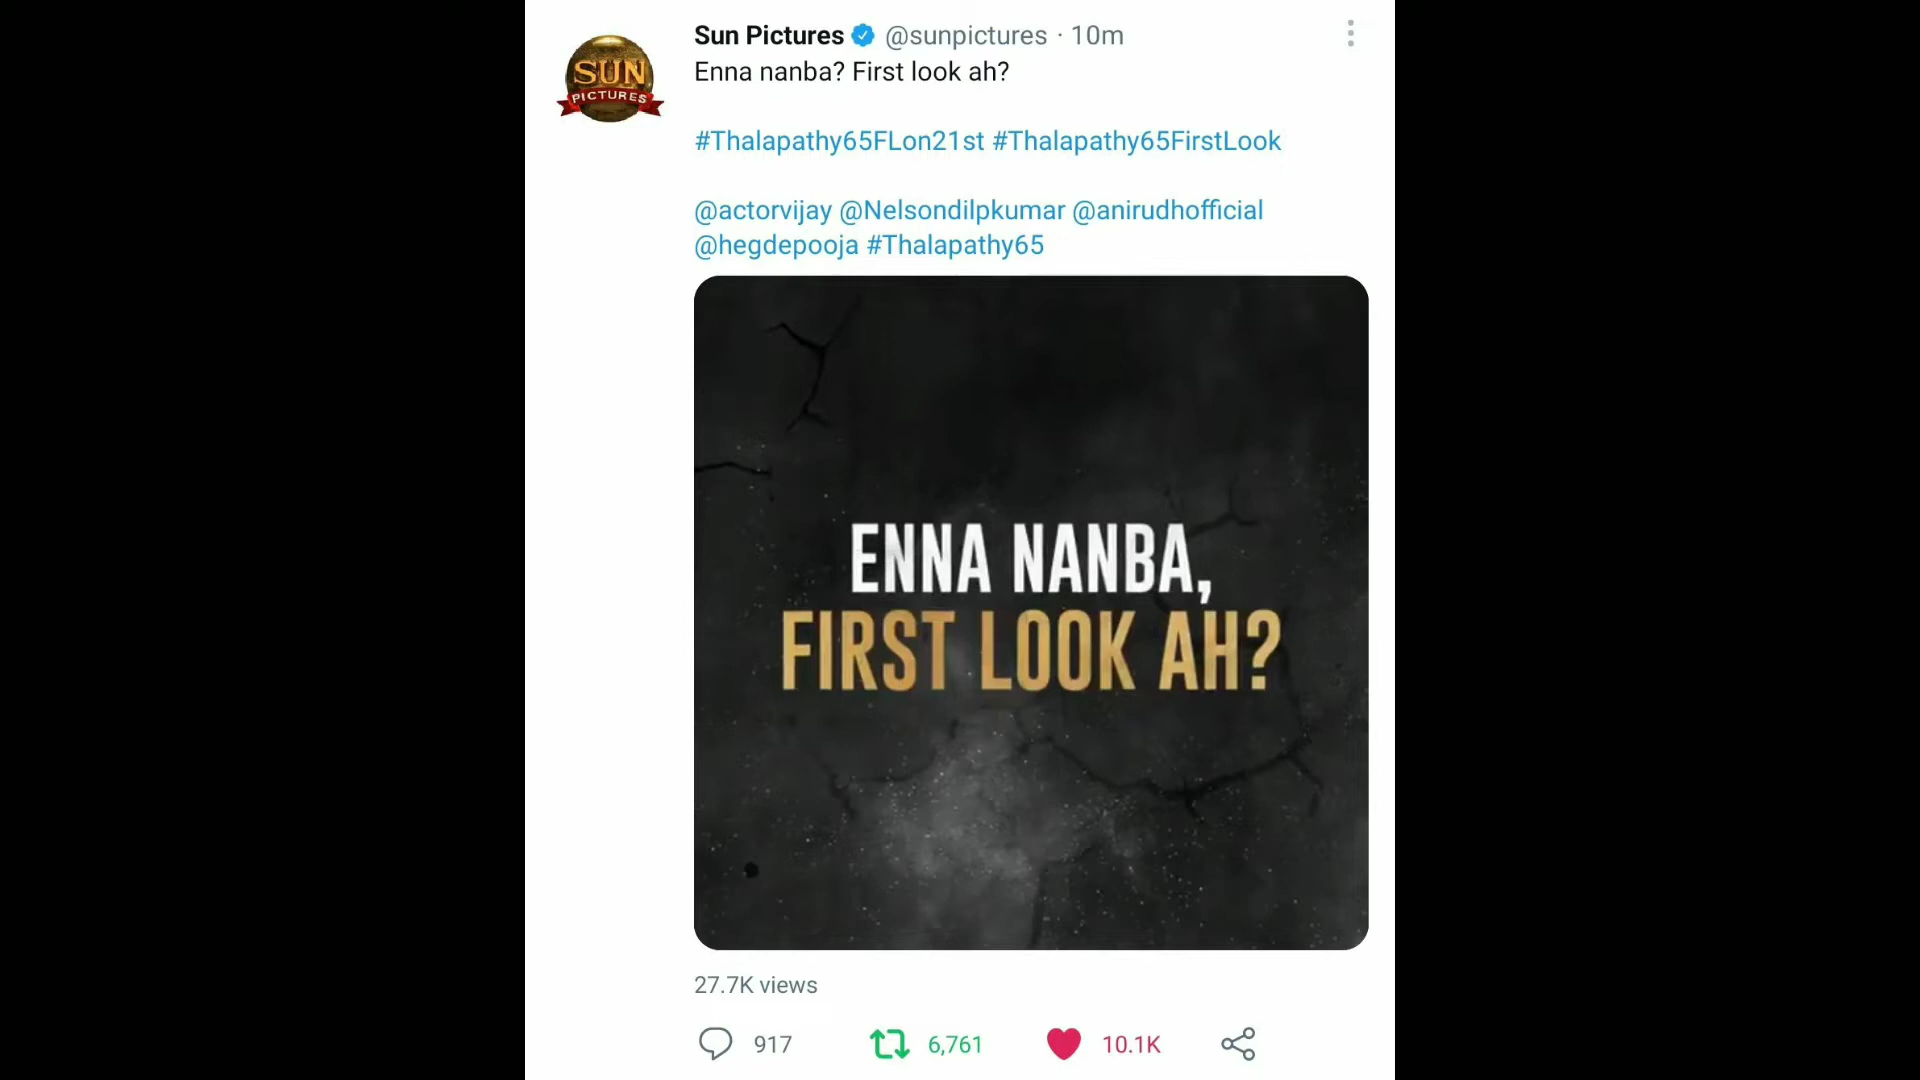 SUN
PICTURES
Sun Pictures @sunpictures · 10m
Enna nanba? First look ah?
#Thalapathy65FLon21st #Thalapathy65FirstLook
@actorvijay @Nelsondilpkumar @anirudhofficial
@hegdepooja #Thalapathy65
ENNA NANBA,
FIRST LOOK AH?
27.7K views
917 6,761 10.1K